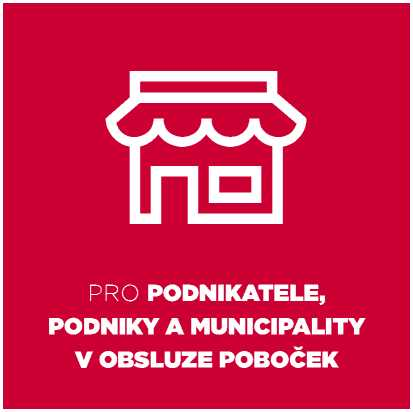 PRO PODNIKATELE,
PODNIKY A MUNICIPALITY
V OBSLUZE POBOČEK